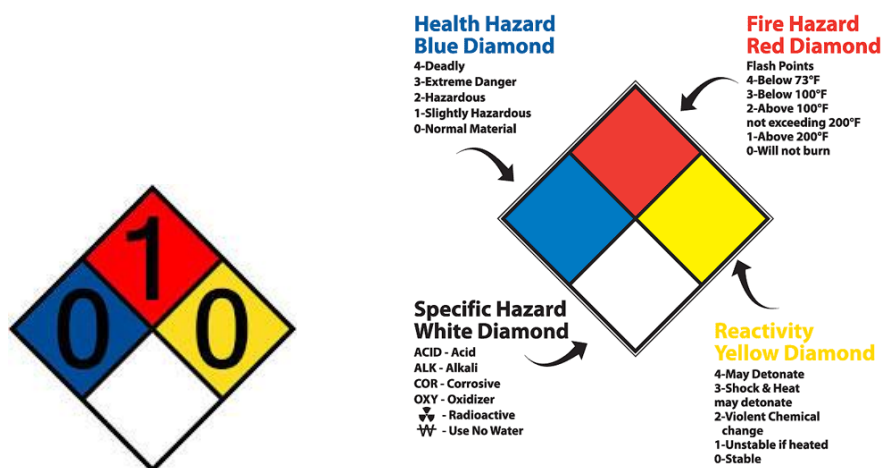 Health Hazard
Blue Diamond
4-Deadly
3-Extreme Danger
2-Hazardous
1-Slightly Hazardous
0-Normal Material
Fire Hazard
Red Diamond
Flash Points
4-Below 73°F
3-Below 100°F
2-Above 100°F
not exceeding 200°F
1-Above 200°F
0-Will not burn
1
0 0
Specific Hazard
White Diamond
ACID - Acid
ALK - Alkali
COR - Corrosive
OXY - Oxidizer
- Radioactive
W - Use No Water
Reactivity
Yellow Diamond
4-May Detonate
3-Shock & Heat
may detonate
2-Violent Chemical
change
1-Unstable if heated
0-Stable